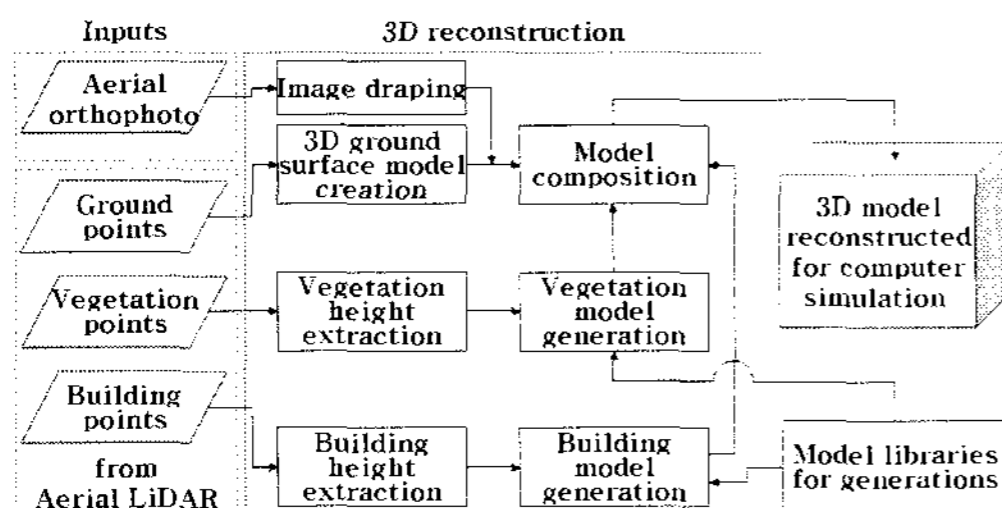 Inputs
3D reconstruction
Aerial
orthophoto
Image draping
3D ground
surface model
creation
Model
composition
Ground
points
3D model
reconstructed
for computer
simulation
Vegetation
points
Vegetation
height
extraction
Vegetation
model
generation
Building
points
Building
height
extraction
Building
model
generation
Model libraries
for generations
from
Aerial LiDAR